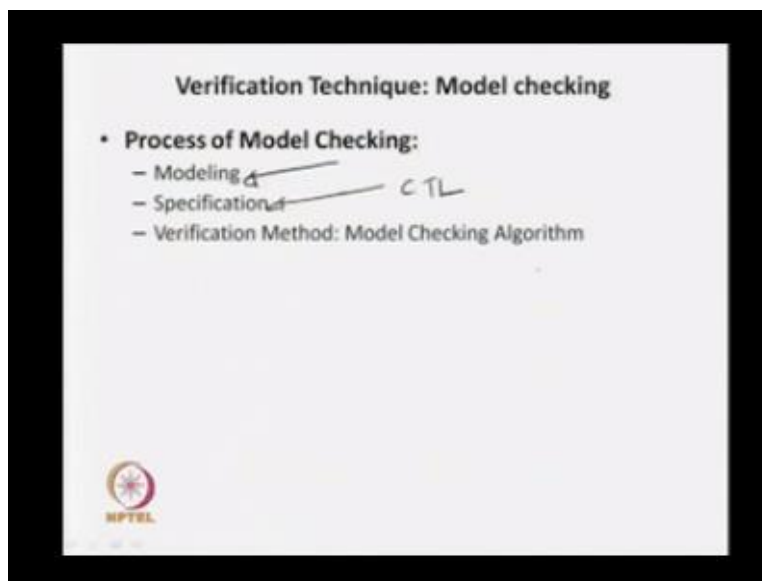 Verification Technique: Model checking
• Process of Model Checking:
– Modeling
– Specification CTL
– Verification Method: Model Checking Algorithm
NPTEL